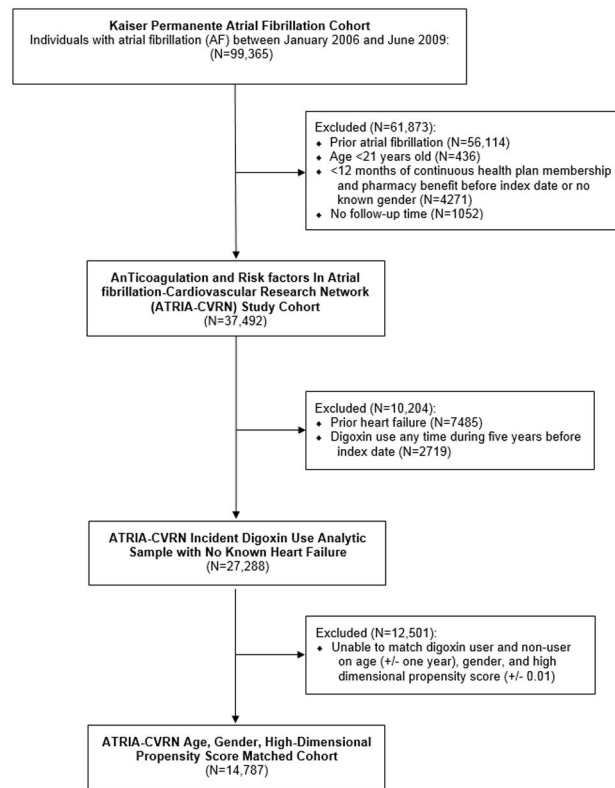 Kaiser Permanente Atrial Fibrillation Cohort
Individuals with atrial fibrillation (AF) between January 2006 and June 2009:
(N=99,365)
Excluded (N=61,873):
◆ Prior atrial fibrillation (N=56,114)
◆ Age <21 years old (N=436)
◆ <12 months of continuous health plan membership
and pharmacy benefit before index date or no
known gender (N=4271)
◆ No follow-up time (N=1052)
AnTicoagulation and Risk factors In Atrial
fibrillation-Cardiovascular Research Network
(ATRIA-CVRN) Study Cohort
(N=37,492)
Excluded (N=10,204):
◆ Prior heart failure (N=7485)
◆ Digoxin use any time during five years before
index date (N=2719)
ATRIA-CVRN Incident Digoxin Use Analytic
Sample with No Known Heart Failure
(N=27,288)
Excluded (N=12,501):
◆ Unable to match digoxin user and non-user
on age (+/- one year), gender, and high
dimensional propensity score (+/- 0.01)
ATRIA-CVRN Age, Gender, High-Dimensional
Propensity Score Matched Cohort
(N=14,787)